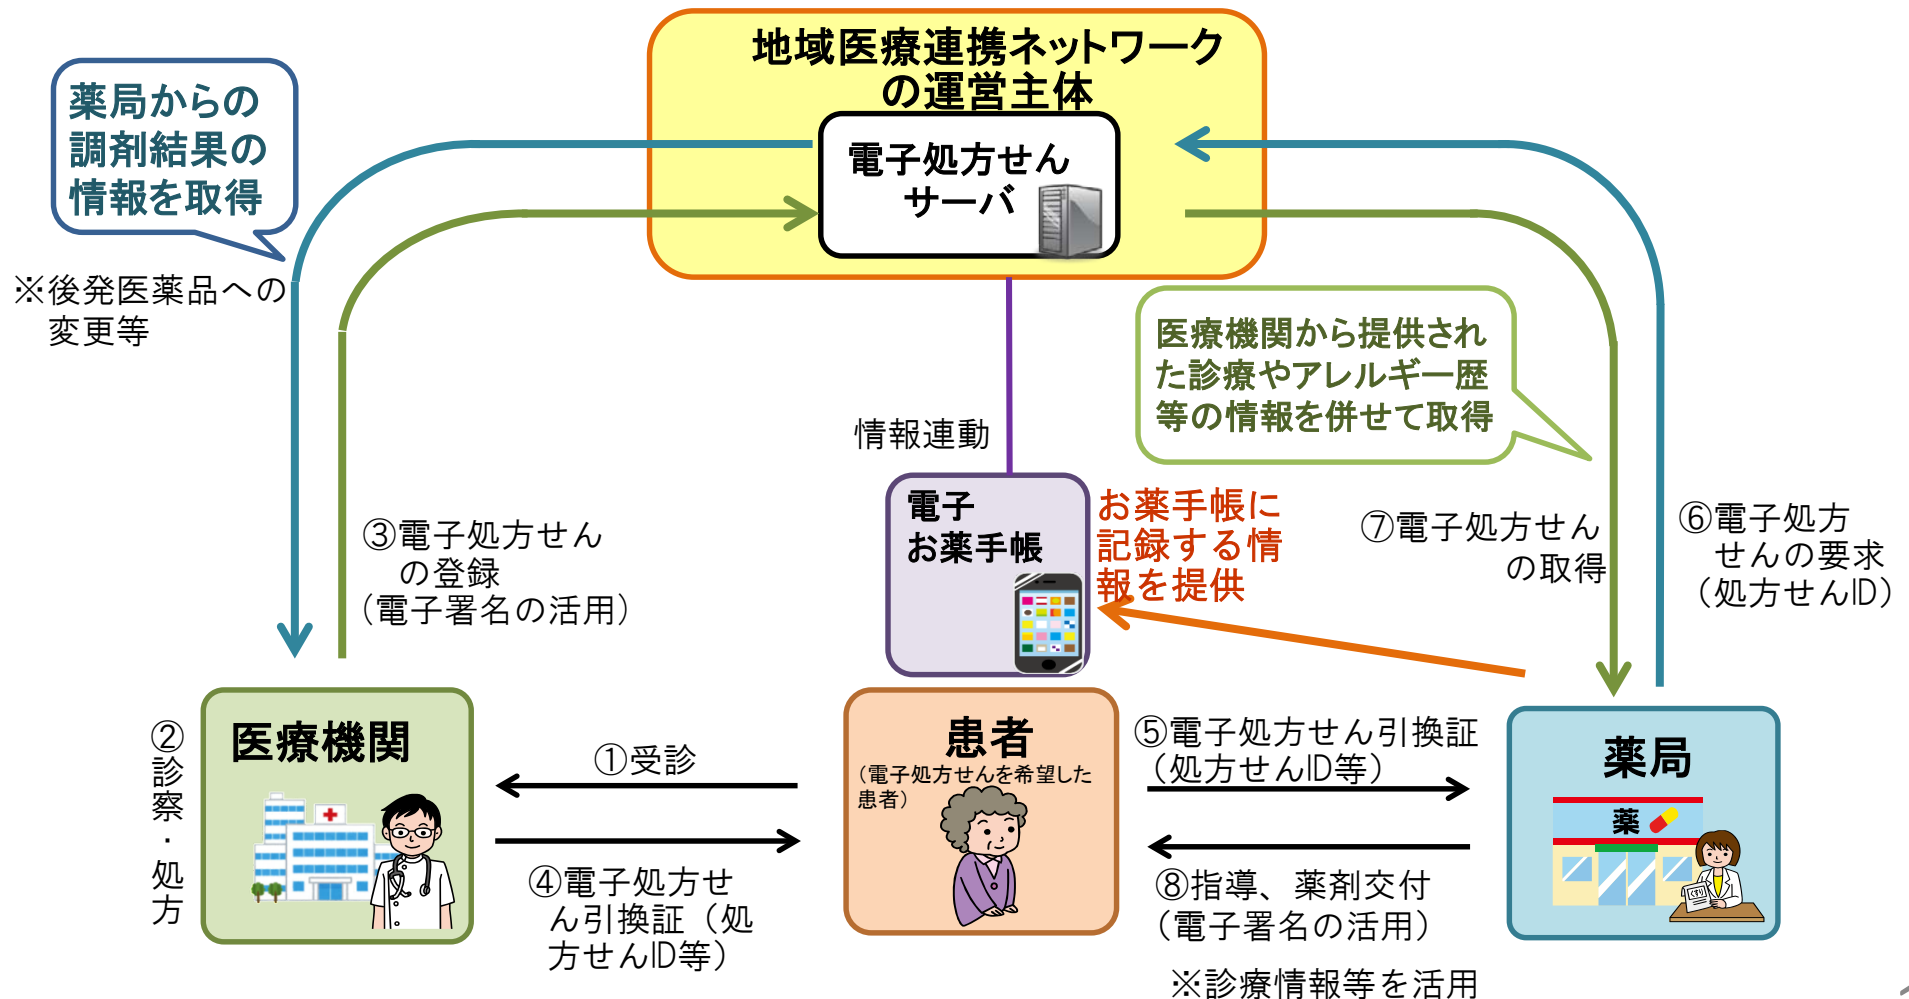 地域医療連携ネットワーク
の運営主体
電子処方せん
サーバ
薬局からの
調剤結果の
情報を取得
※後発医薬品への
変更等
医療機関から提供され
た診療やアレルギー歴
等の情報を併せて取得
情報連動
電子
お薬手帳
お薬手帳に
記録する情
報を提供
③電子処方せん
の登録
（電子署名の活用）
⑦電子処方せん
の取得
⑥電子処方
せんの要求
（処方せんID）
②診察・処方
医療機関
①受診
④電子処方せ
ん引換証（処
方せんID等）
患者
（電子処方せんを希望した
患者）
⑤電子処方せん引換証
（処方せんID等）
薬局
薬
くすり
⑧指導、薬剤交付
（電子署名の活用）
※診療情報等を活用